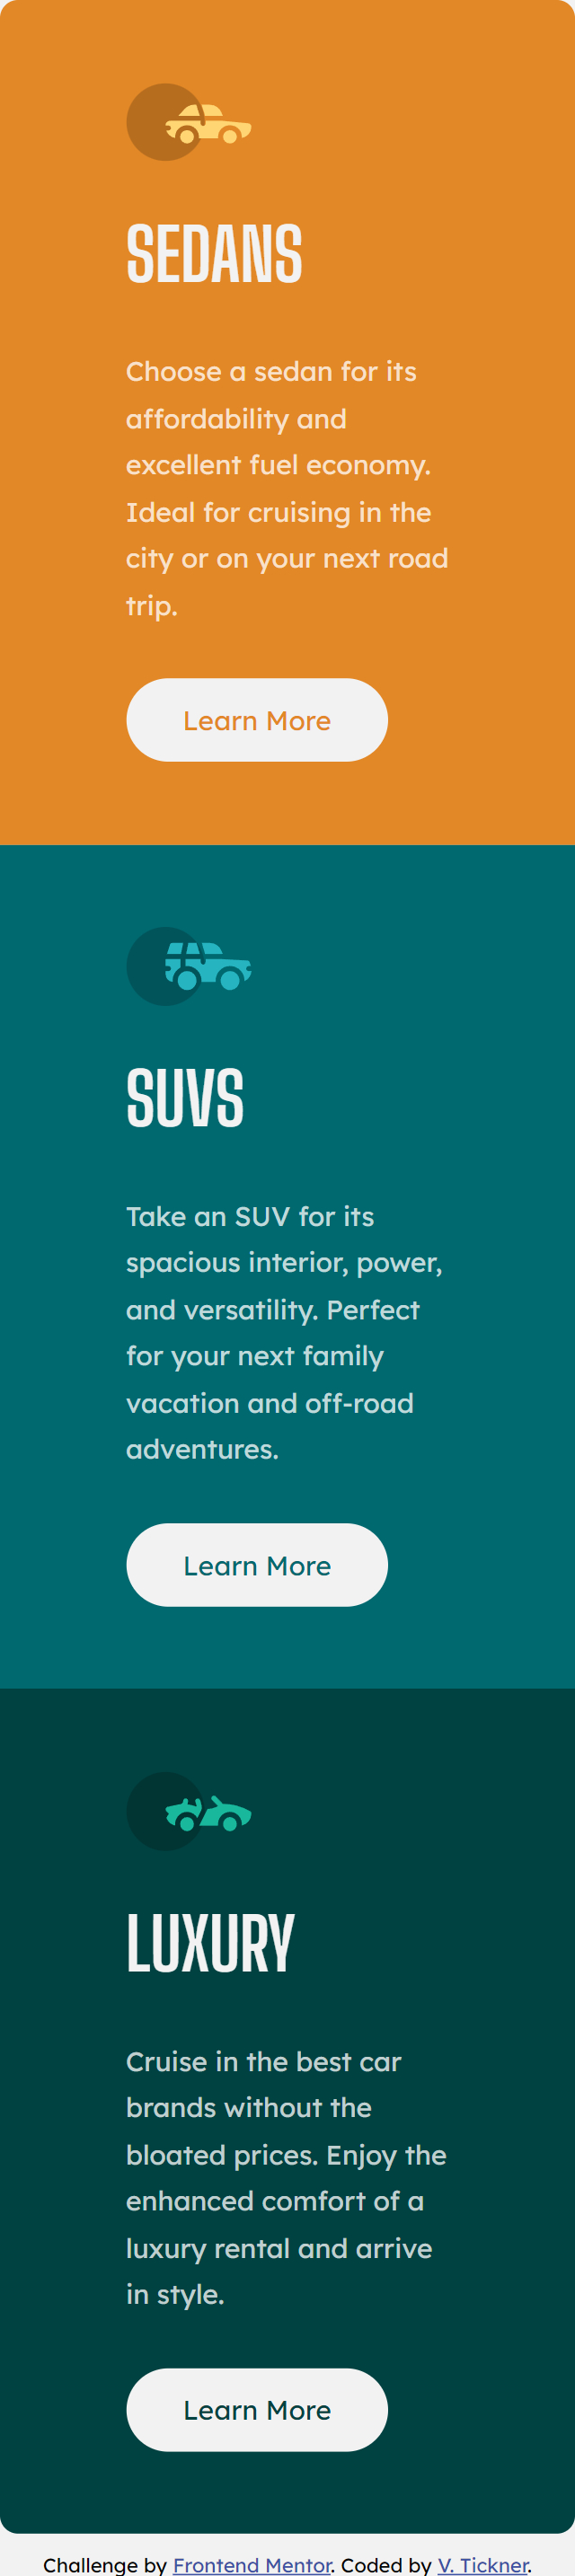 SEDANS
Choose a sedan for its
affordability and
excellent fuel economy.
Ideal for cruising in the
city or on your next road
trip.
Learn More
SUVS
Take an SUV for its
spacious interior, power,
and versatility. Perfect
for your next family
vacation and off-road
adventures.
Learn More
LUXURY
Cruise in the best car
brands without the
bloated prices. Enjoy the
enhanced comfort of a
luxury rental and arrive
in style.
Learn More
Challenge by Frontend Mentor. Coded by V. Tickner.